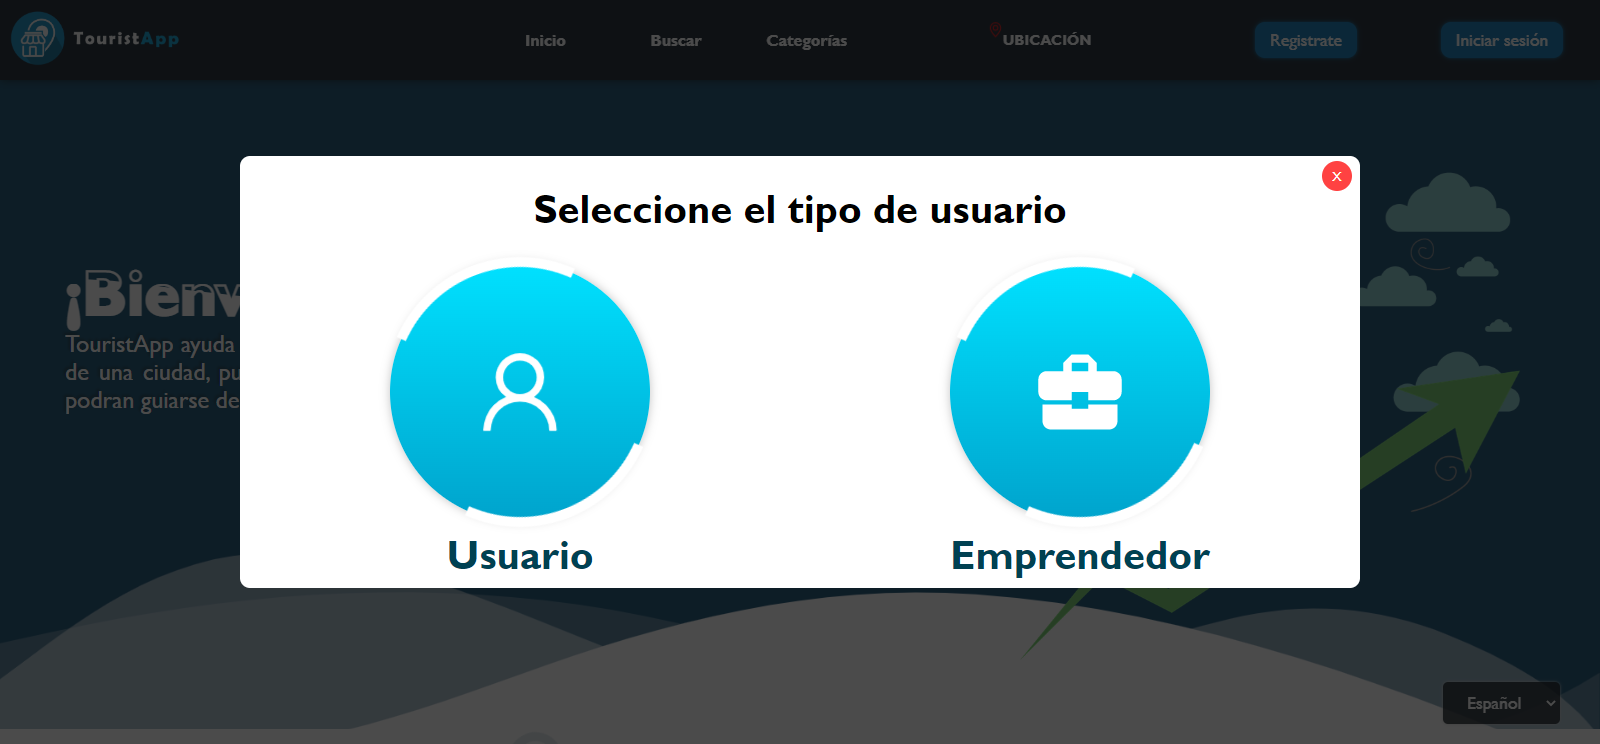 TouristApp
Inicio
Buscar
Categorías
UBICACIÓN
Registrate
Iniciar sesión
X
Seleccione el tipo de usuario
¡Bienv
TouristApp ayuda
de una ciudad, pu
podran guiarse de
Usuario
Emprendedor
Español